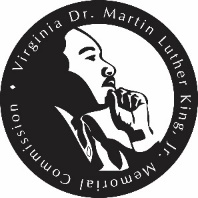 Virginia Dr. Martin Luther King, Jr. Memorial Commission •